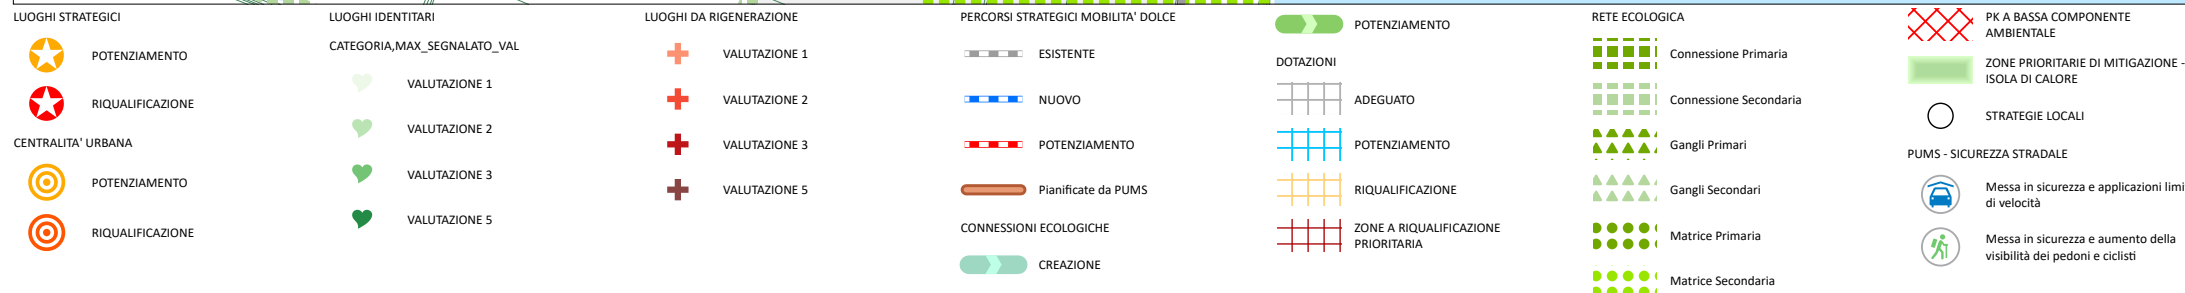 LUOGHI STRATEGICI
POTENZIAMENTO
RIQUALIFICAZIONE
CENTRALITA' URBANA
POTENZIAMENTO
RIQUALIFICAZIONE
LUOGHI IDENTITARI
CATEGORIA,MAX_SEGNALATO_VAL
VALUTAZIONE 1
VALUTAZIONE 2
VALUTAZIONE 3
VALUTAZIONE 5
LUOGHI DA RIGENERAZIONE
VALUTAZIONE 1
VALUTAZIONE 2
VALUTAZIONE 3
VALUTAZIONE 5
PERCORSI STRATEGICI MOBILITA' DOLCE
ESISTENTE
NUOVO
POTENZIAMENTO
Pianificate da PUMS
CONNESSIONI ECOLOGICHE
CREAZIONE
POTENZIAMENTO
DOTAZIONI
ADEGUATO
POTENZIAMENTO
RIQUALIFICAZIONE
ZONE A RIQUALIFICAZIONE
PRIORITARIA
RETE ECOLOGICA
Connessione Primaria
Connessione Secondaria
Gangli Primari
Gangli Secondari
Matrice Primaria
Matrice Secondaria
PK A BASSA COMPONENTE
AMBIENTALE
ZONE PRIORITARIE DI MITIGAZIONE -
ISOLA DI CALORE
STRATEGIE LOCALI
PUMS - SICUREZZA STRADALE
Messa in sicurezza e applicazioni limi
di velocità
Messa in sicurezza e aumento della
visibilità dei pedoni e ciclisti